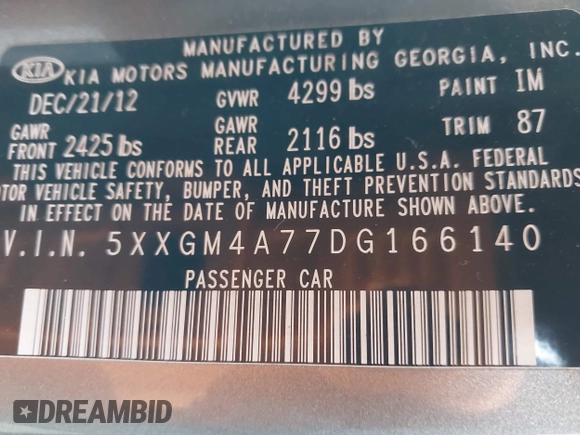 MANUFACTURED BY
KIA KIA MOTORS MANUFACTURING GEORGIA, INC.
DEC/21/12 GVWR 4299 lbs PAINT IM
GAWR FRONT 2425 lbs GAWR REAR 2116 lbs TRIM 87
THIS VEHICLE CONFORMS TO ALL APPLICABLE U.S.A. FEDERAL
OTOR VEHICLE SAFETY, BUMPER, AND THEFT PREVENTION STANDARDS
IN EFFECT ON THE DATE OF MANUFACTURE SHOWN ABOVE.
V.I.N. 5XXGM4A77DG166140
PASSENGER CAR
DREAMBID